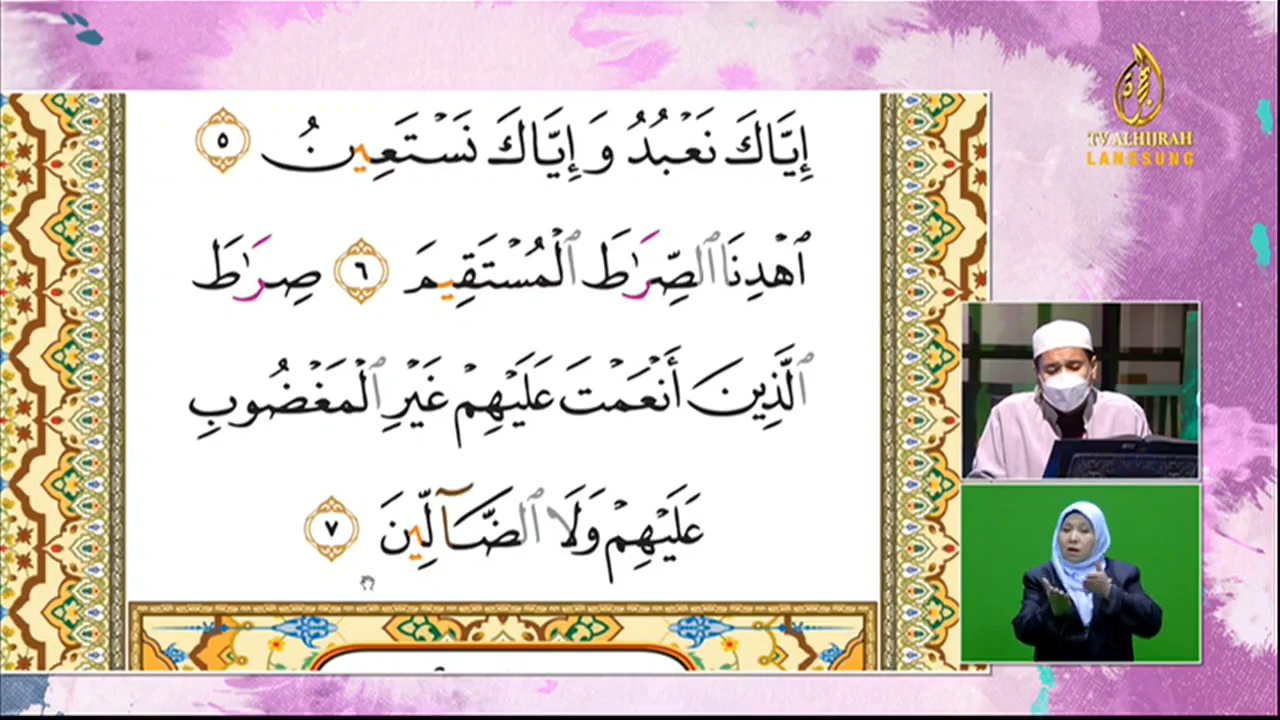 إِيَّاكَ نَعْبُدُ وَإِيَّاكَ نَسْتَعِينُ ٥
ٱهْدِنَا ٱلصِّرَٰطَ ٱلْمُسْتَقِيمَ ٦ صِرَٰطَ
ٱلَّذِينَ أَنْعَمْتَ عَلَيْهِمْ غَيْرِ ٱلْمَغْضُوبِ
عَلَيْهِمْ وَلَا ٱلضَّآلِّينَ ٧
TV ALHIJRAH
LANGSUNG